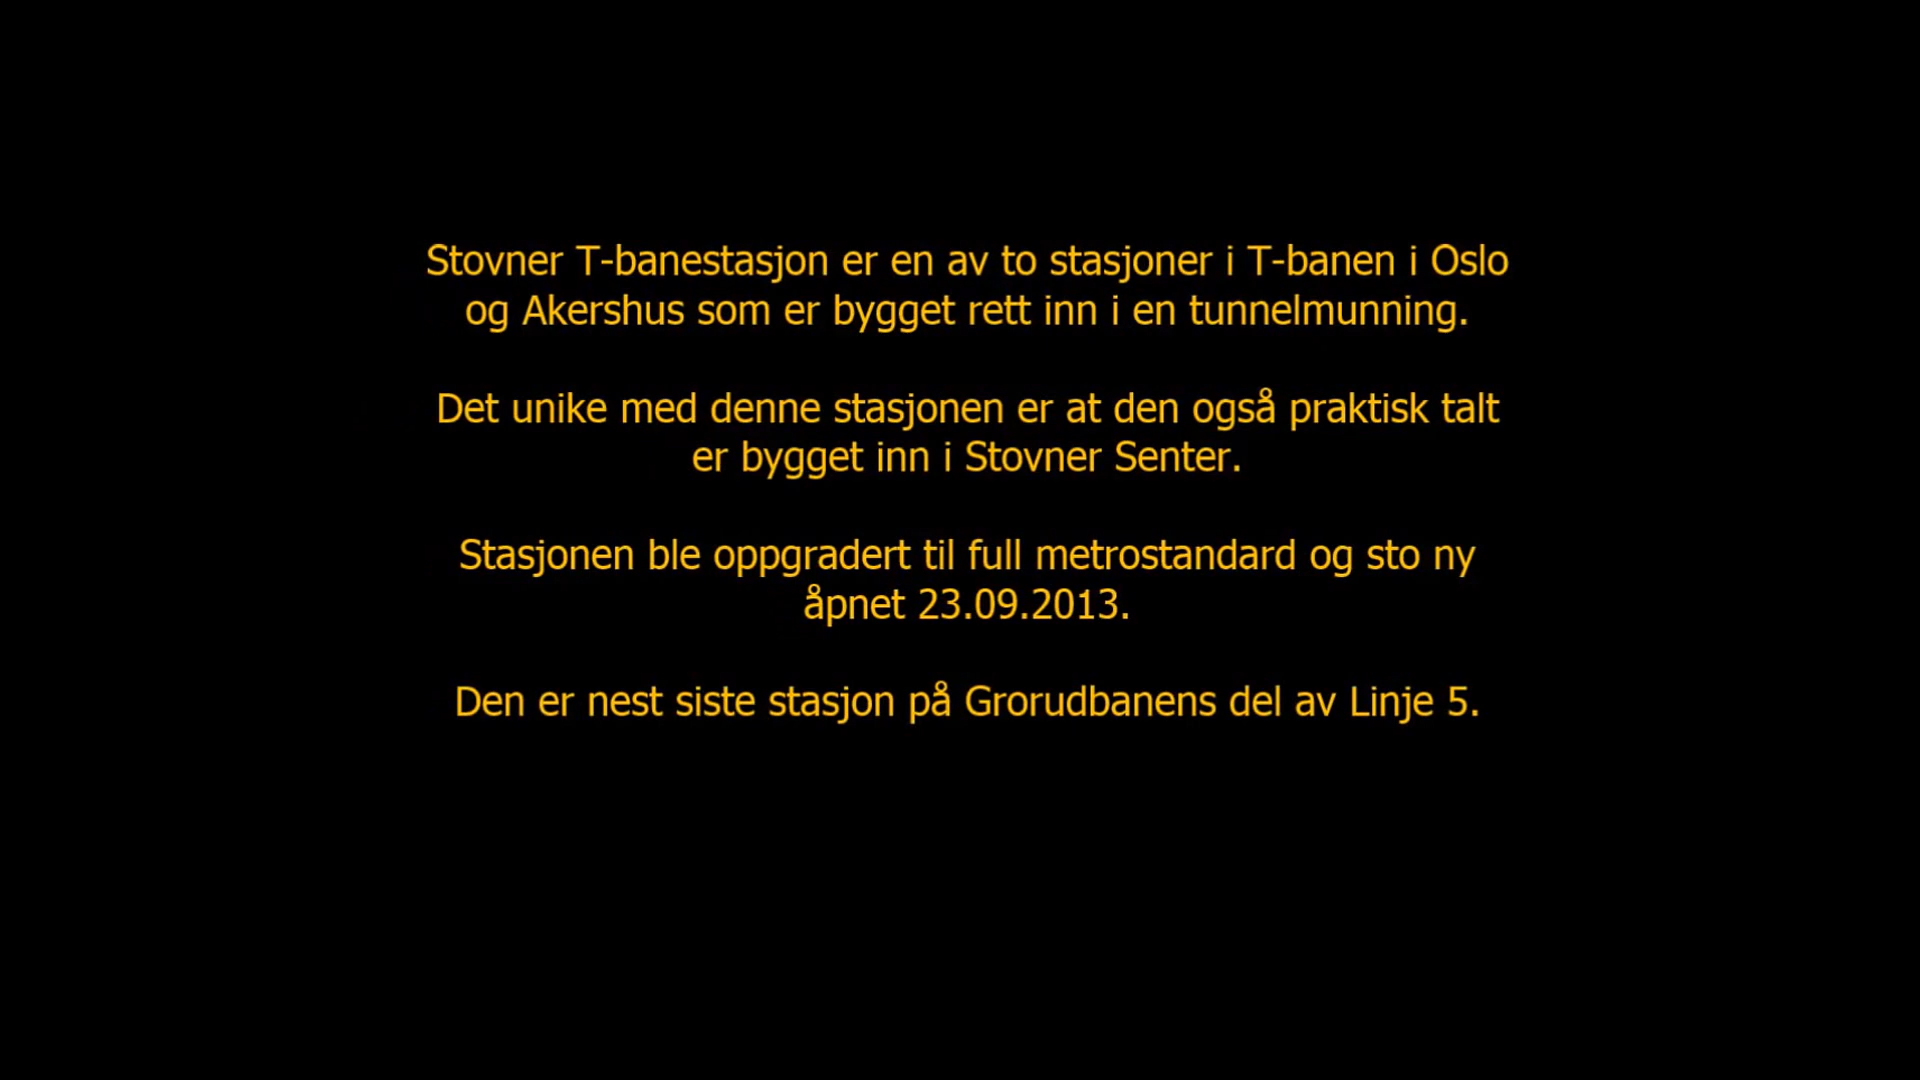 Stovner T-banestasjon er en av to stasjoner i T-banen i Oslo
og Akershus som er bygget rett inn i en tunnelmunning.
Det unike med denne stasjonen er at den også praktisk talt
er bygget inn i Stovner Senter.
Stasjonen ble oppgradert til full metrostandard og sto ny
åpnet 23.09.2013.
Den er nest siste stasjon på Grorudbanens del av Linje 5.